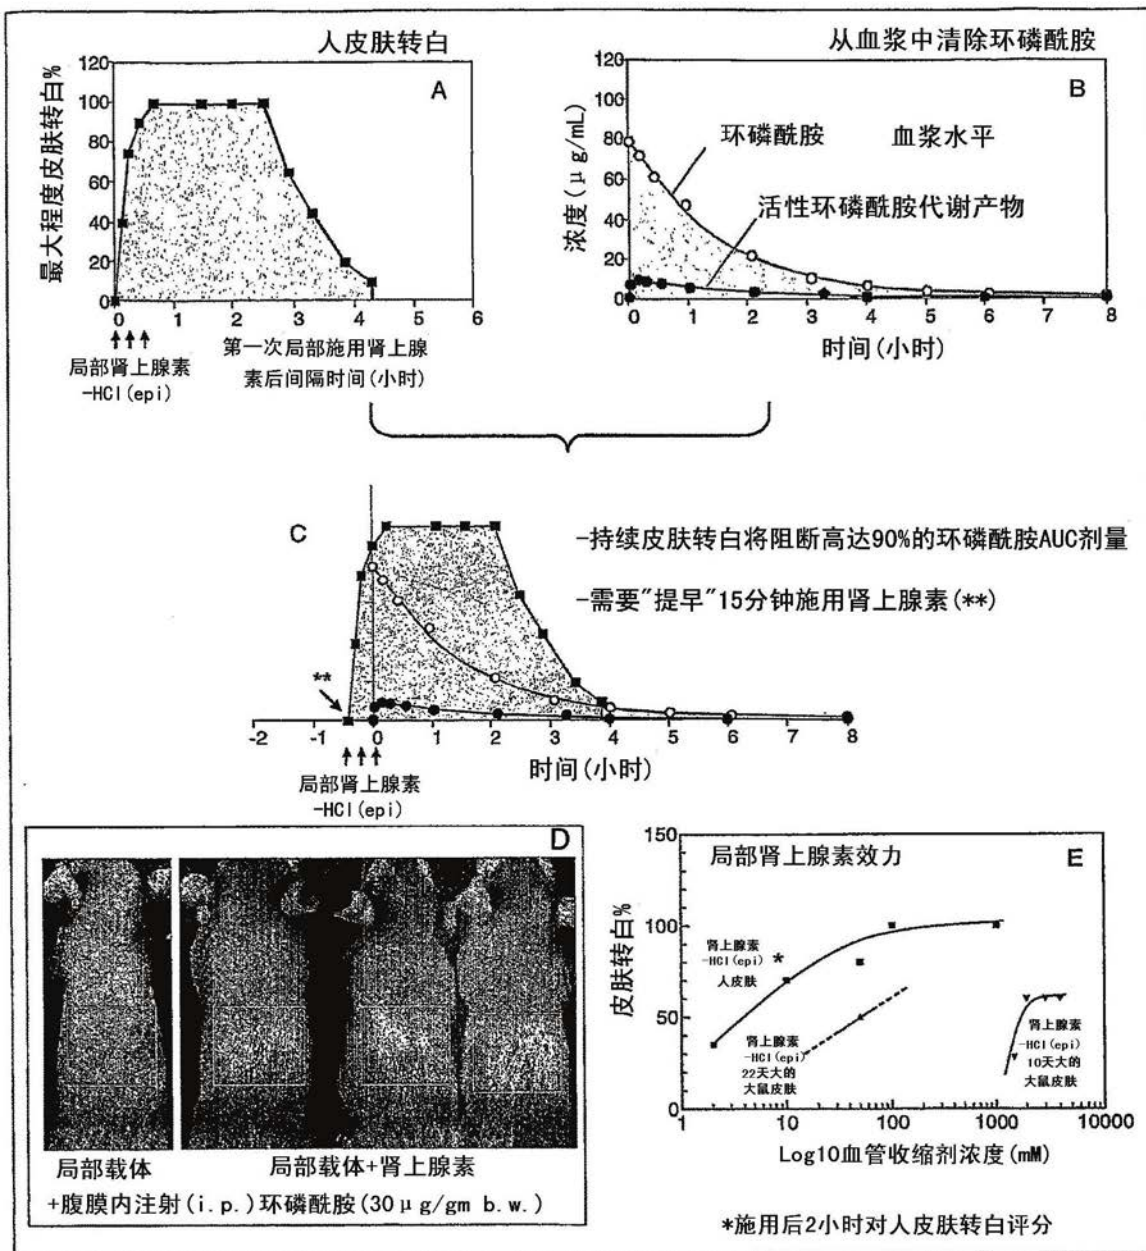 人皮肤转白
A
最大程度皮肤转白%
120
100
80
60
40
20
0
0 1 2 3 4 5 6
局部肾上腺素
-HCl(epi)
第一次局部施用肾上腺
素后间隔时间(小时)
从血浆中清除环磷酰胺
B
浓度(μg/mL)
120
100
80
60
40
20
0
环磷酰胺 血浆水平
活性环磷酰胺代谢产物
0 1 2 3 4 5 6 8
时间(小时)
C
-持续皮肤转白将阻断高达90%的环磷酰胺AUC剂量
-需要"提早"15分钟施用肾上腺素(**)
**
-2 -1 0 1 2 3 4 5 6 8
局部肾上腺素
-HCl(epi)
时间(小时)
D
局部载体 局部载体+肾上腺素
+腹膜内注射(i.p.)环磷酰胺(30μg/gm b.w.)
E
局部肾上腺素效力
皮肤转白%
150
100
50
0
肾上腺素
-HCl(epi) *
人皮肤
肾上腺素
-HCl(epi)
22天大的
大鼠皮肤
肾上腺素
-HCl(epi)
10天大的
大鼠皮肤
1 10 100 1000 10000
Log10血管收缩剂浓度(mM)
*施用后2小时对人皮肤转白评分